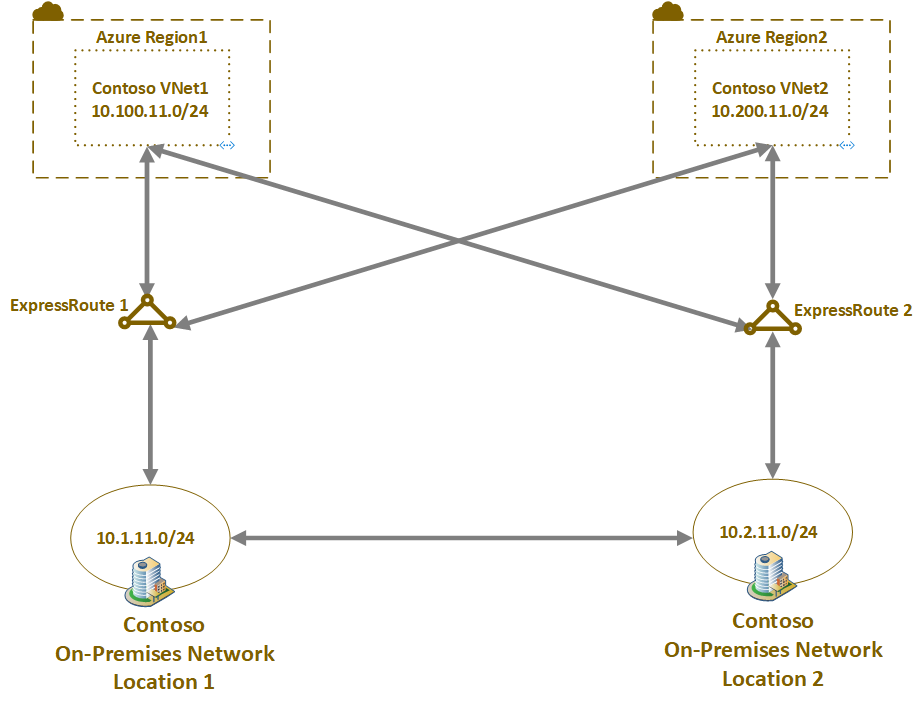 Azure Region1
Contoso VNet1
10.100.11.0/24
Azure Region2
Contoso VNet2
10.200.11.0/24
ExpressRoute 1
ExpressRoute 2
10.1.11.0/24
Contoso
On-Premises Network
Location 1
10.2.11.0/24
Contoso
On-Premises Network
Location 2